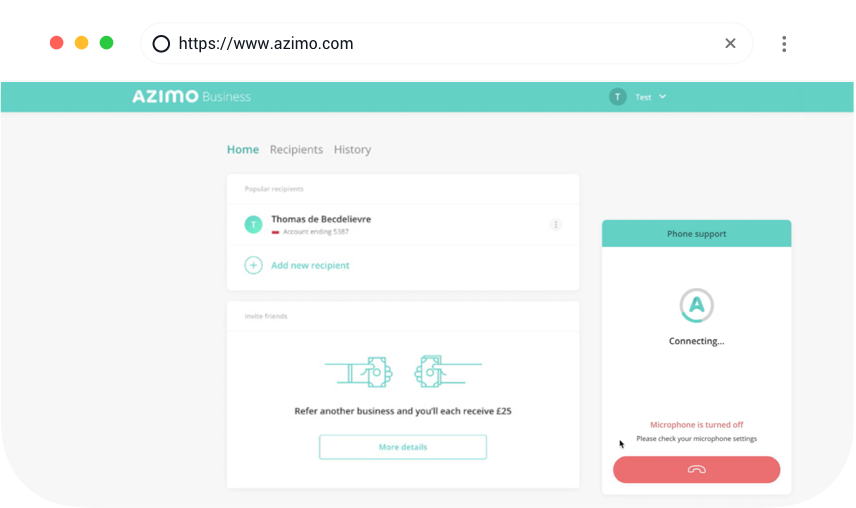 https://www.azimo.com
AZIMO Business
T Test
Home Recipients History
Popular recipients
T
Thomas de Becdelievre
Account ending 5387
Add new recipient
Invite friends
Refer another business and you'll each receive £25
More details
Phone support
A
Connecting...
Microphone is turned off
Please check your microphone settings